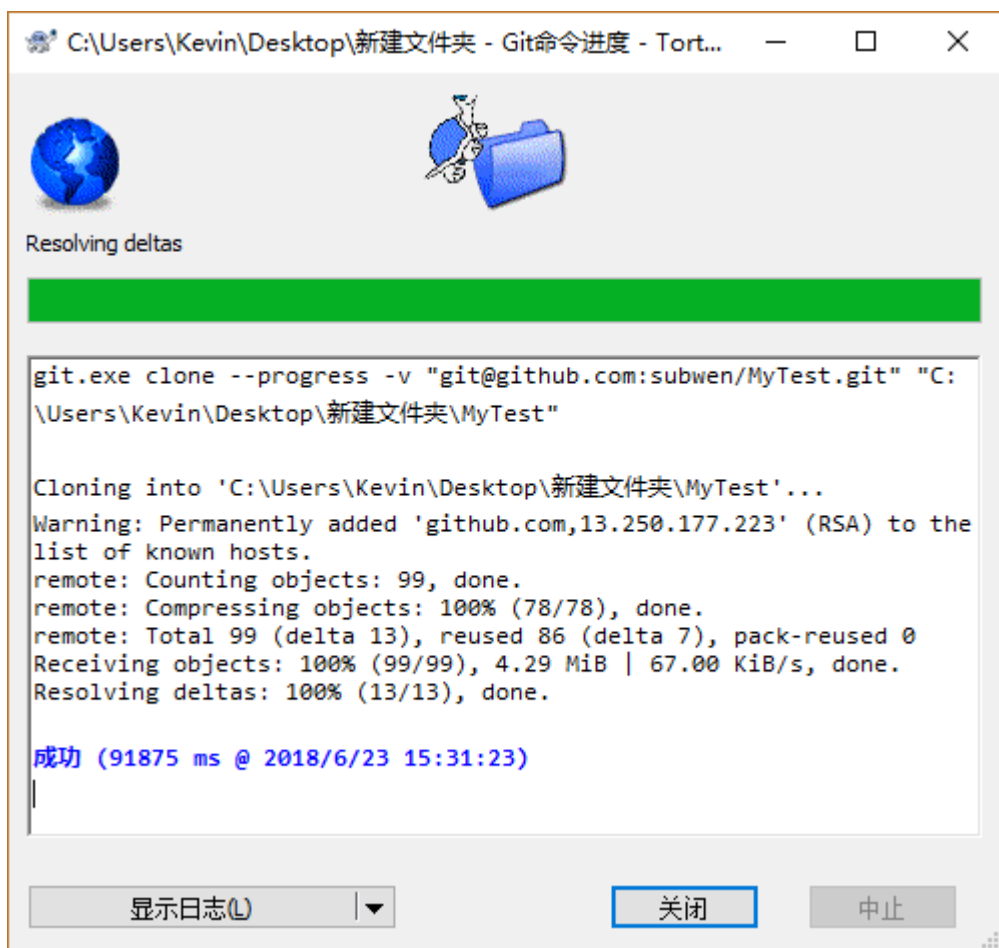 C:\Users\Kevin\Desktop\新建文件夹 - Git命令进度 - Tort...
Resolving deltas
git.exe clone --progress -v "git@github.com:subwen/MyTest.git" "C:
\Users\Kevin\Desktop\新建文件夹\MyTest"
Cloning into 'C:\Users\Kevin\Desktop\新建文件夹\MyTest'...
Warning: Permanently added 'github.com,13.250.177.223' (RSA) to the
list of known hosts.
remote: Counting objects: 99, done.
remote: Compressing objects: 100% (78/78), done.
remote: Total 99 (delta 13), reused 86 (delta 7), pack-reused 0
Receiving objects: 100% (99/99), 4.29 MiB | 67.00 KiB/s, done.
Resolving deltas: 100% (13/13), done.
成功 (91875 ms @ 2018/6/23 15:31:23)
显示日志(L) 关闭 中止